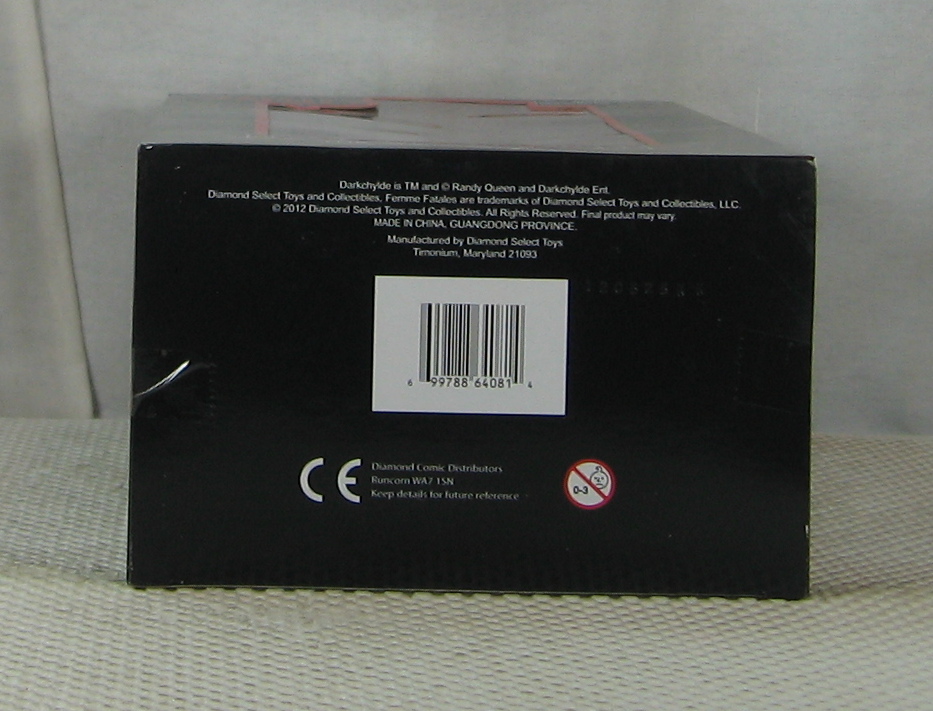 Darkchylde is TM and © Randy Queen and Darkchylde Ent.
Diamond Select Toys and Collectibles, Femme Fatales are trademarks of Diamond Select Toys and Collectibles, LLC.
© 2012 Diamond Select Toys and Collectibles. All Rights Reserved. Final product may vary.
MADE IN CHINA, GUANGDONG PROVINCE.
Manufactured by Diamond Select Toys
Timonium, Maryland 21093
6 99788 64081 4
CE
Diamond Comic Distributors
Runcorn WA7 1SN
Keep details for future reference
0-3